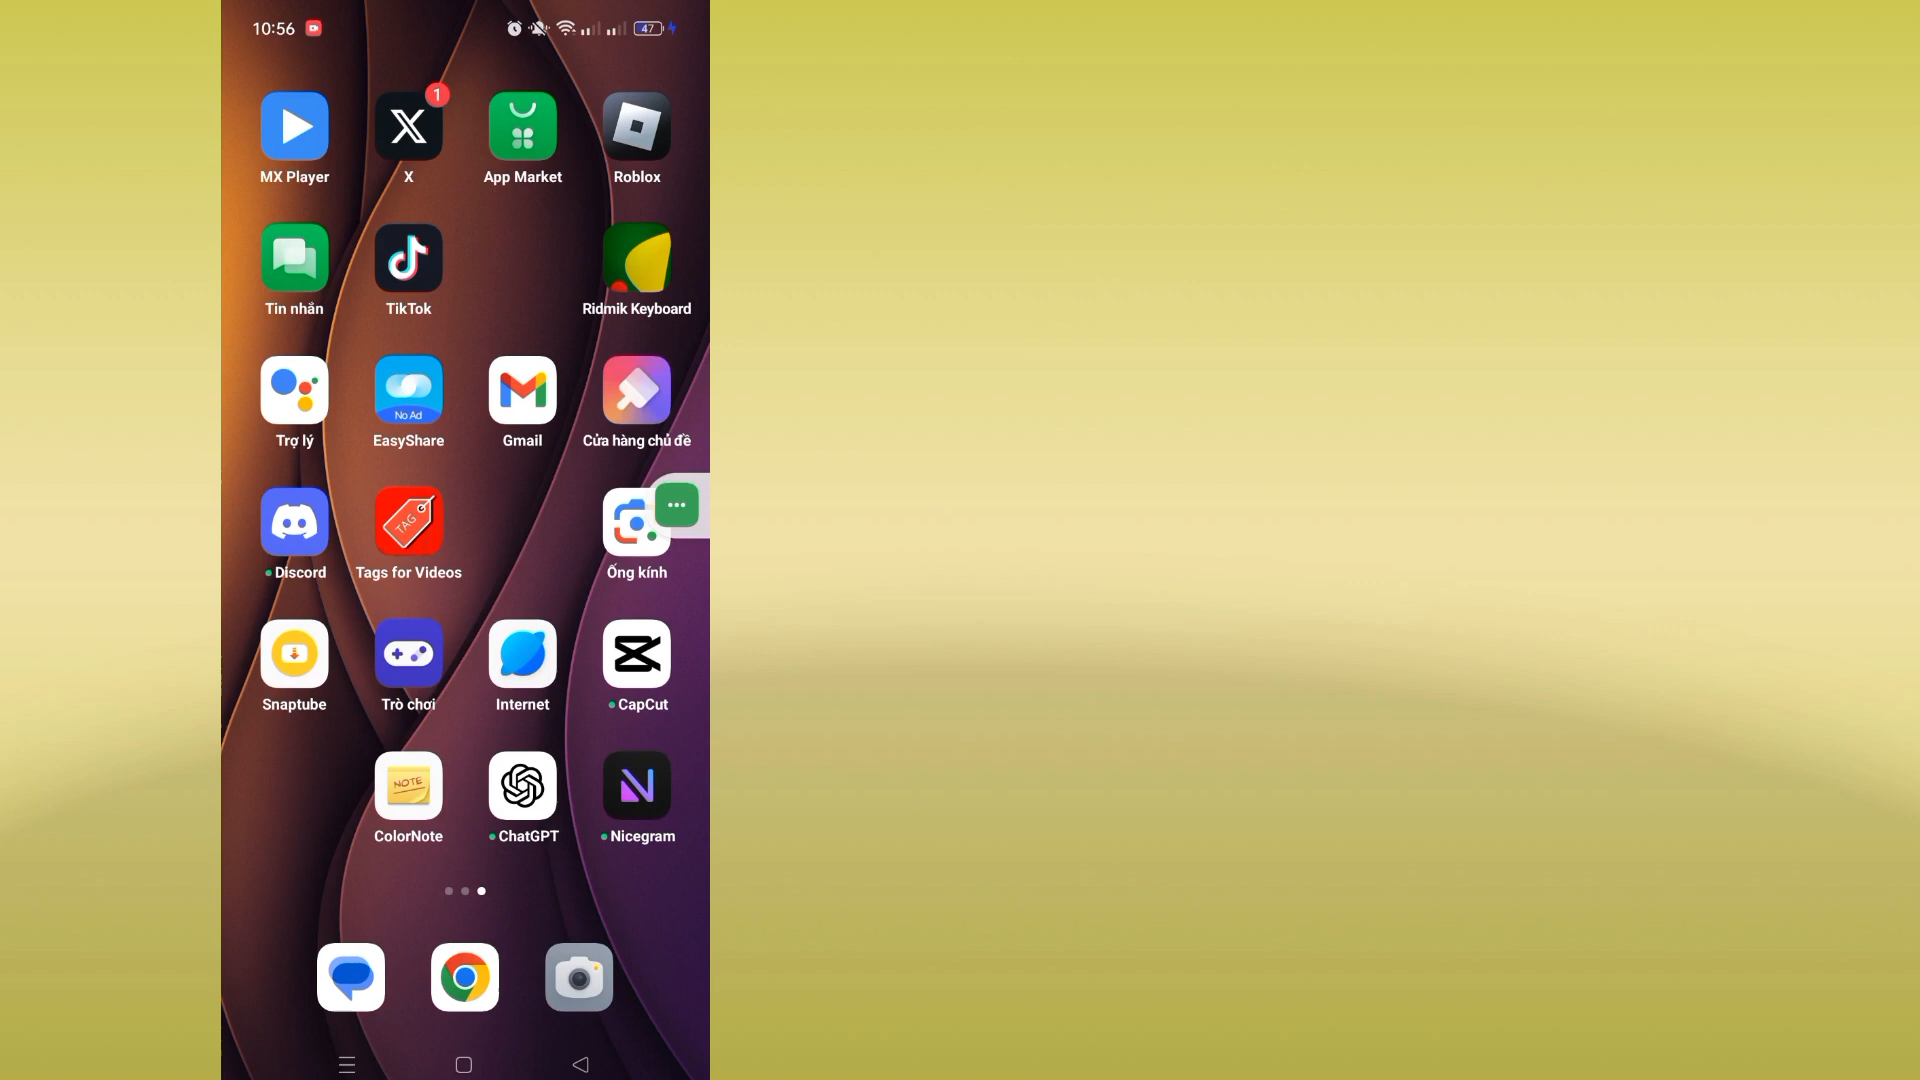 10:56
47
1
MX Player
X
App Market
Roblox
Tin nhắn
TikTok
Ridmik Keyboard
No Ad
Trợ lý
EasyShare
Gmail
Cửa hàng chủ đề
TAG
Discord
Tags for Videos
Ống kính
Snaptube
Trò chơi
Internet
CapCut
NOTE
ColorNote
ChatGPT
Nicegram